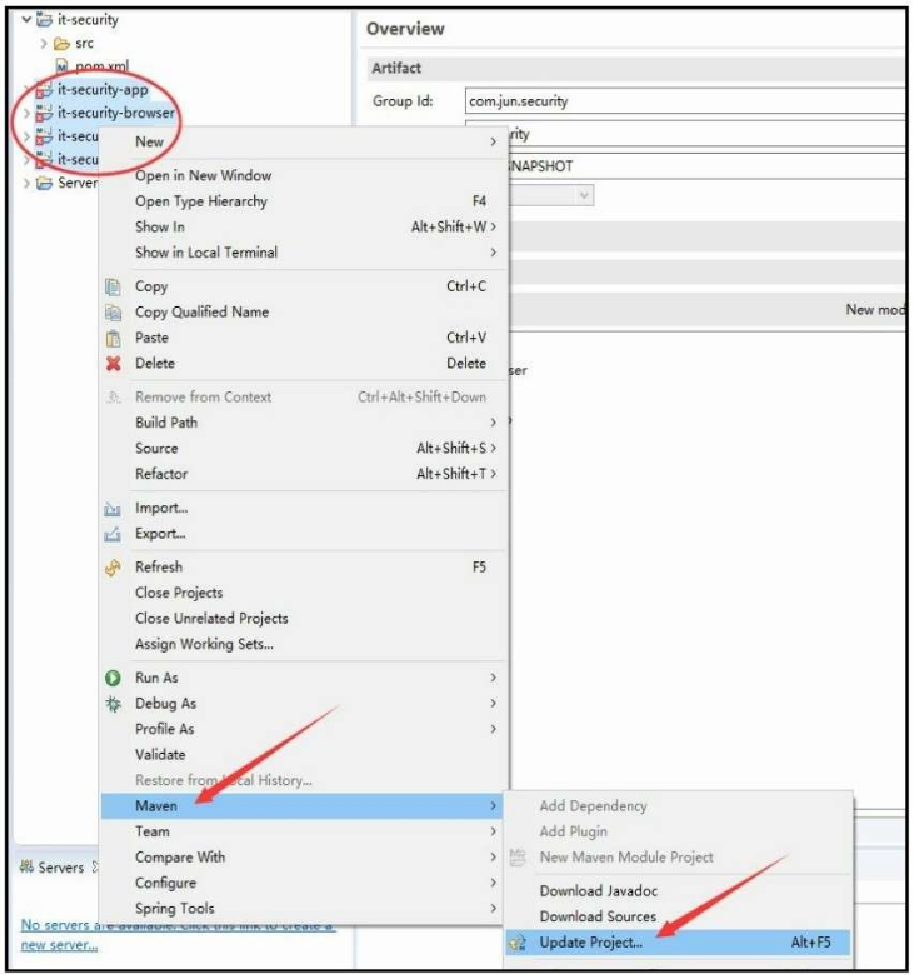 it-security
src
pom.xml
it-security-app
it-security-browser
it-secu
it-secu
Server
Overview
Artifact
Group Id: com.jun.security
rity
NAPSHOT
New mod
ser
New
Open in New Window
Open Type Hierarchy F4
Show In Alt+Shift+W >
Show in Local Terminal
Copy Ctrl+C
Copy Qualified Name
Paste Ctrl+V
Delete Delete
Remove from Context Ctrl+Alt+Shift+Down
Build Path
Source Alt+Shift+S >
Refactor Alt+Shift+T >
Import...
Export...
Refresh F5
Close Projects
Close Unrelated Projects
Assign Working Sets...
Run As
Debug As
Profile As
Validate
Restore from Local History...
Maven
Team
Compare With
Configure
Spring Tools
Add Dependency
Add Plugin
New Maven Module Project
Download Javadoc
Download Sources
Update Project... Alt+F5
Servers
No servers are available. Click this link to create a
new server...